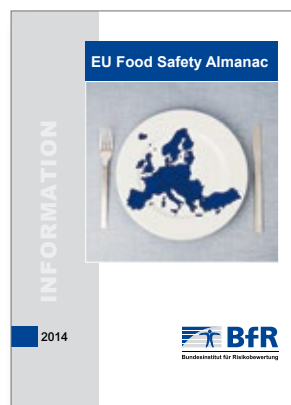 EU Food Safety Almanac
INFORMATION
2014
BfR
Bundesinstitut für Risikobewertung